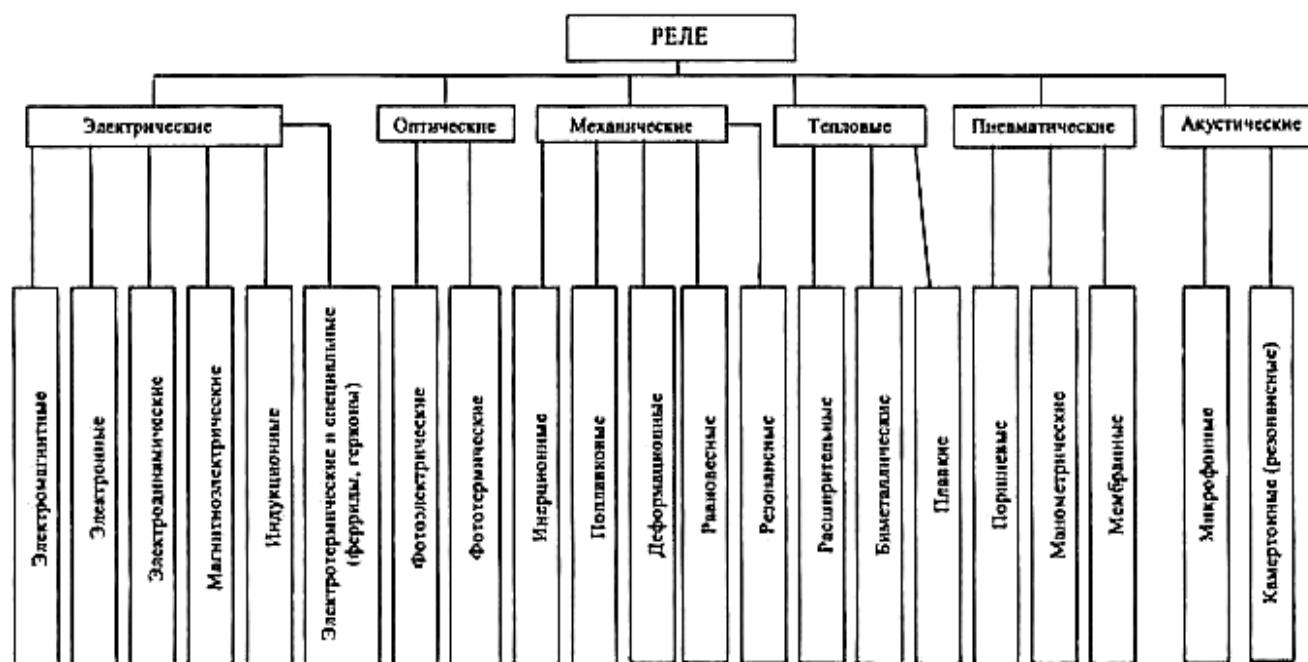 РЕЛЕ
Электрические
Оптические
Механические
Тепловые
Пневматические
Акустические
Электромагнитные
Электронные
Электродинамические
Магнитноэлектрические
Индукционные
Электротермические и специальные
(ферриды, герконы)
Фотоэлектрические
Фототермические
Инерционные
Поплавковые
Деформационные
Равновесные
Резонансные
Расширительные
Биметаллические
Плавкие
Поршневые
Манометрические
Мембранные
Микрофонные
Камертонные (резонансные)